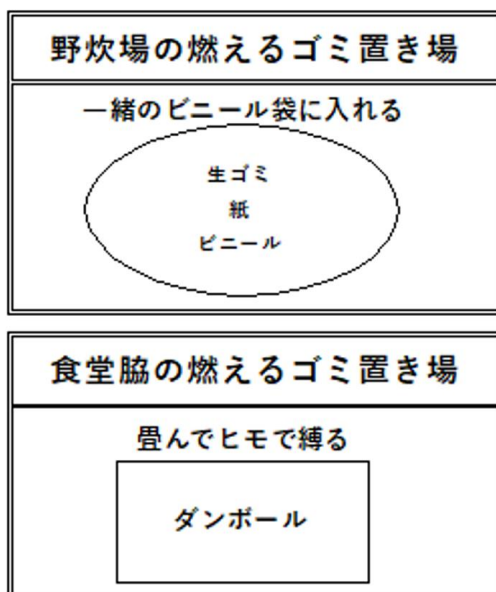 野炊場の燃えるゴミ置き場
一緒のビニール袋に入れる
生ゴミ
紙
ビニール
食堂脇の燃えるゴミ置き場
畳んでヒモで縛る
ダンボール